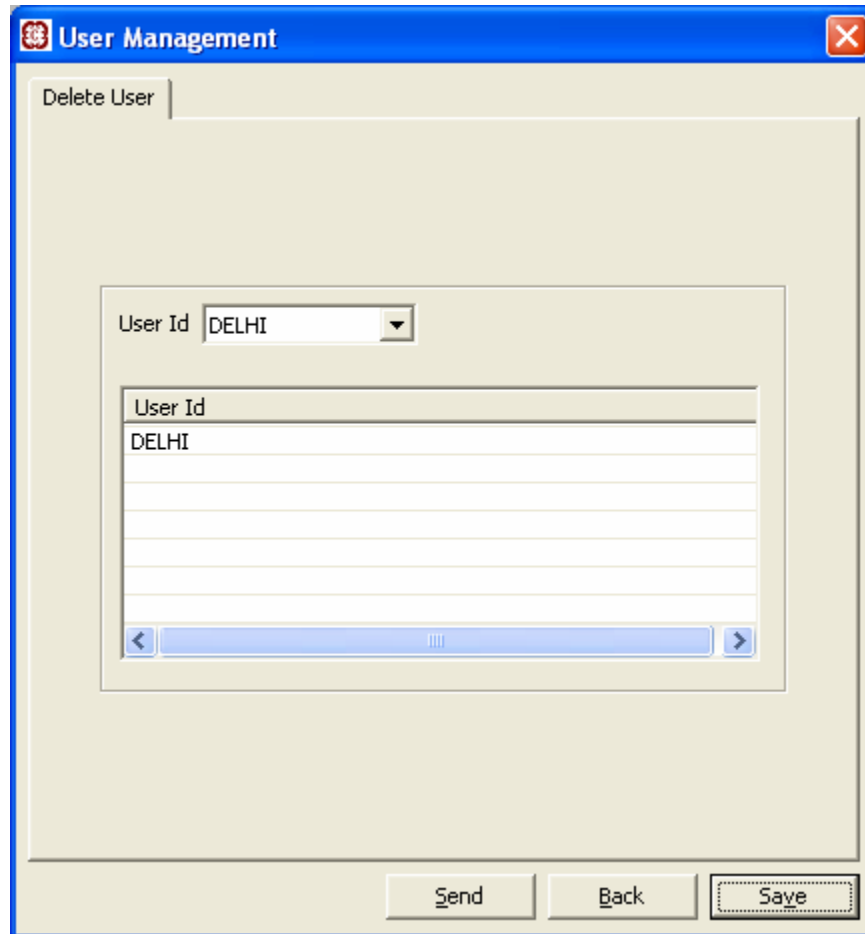 User Management
Delete User
User Id DELHI
User Id
DELHI
Send Back Save